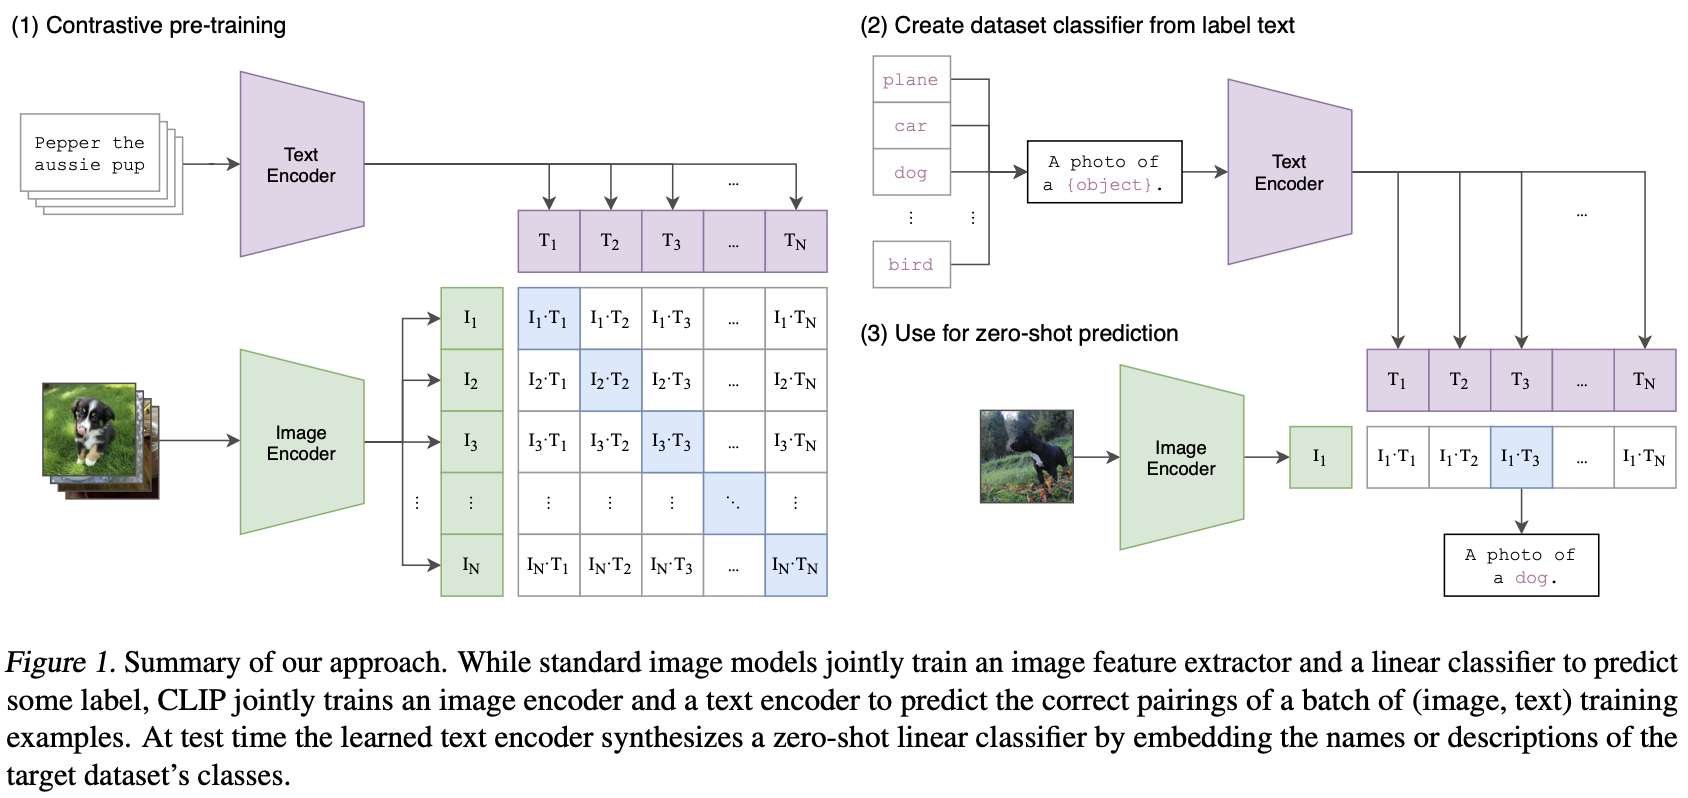 (1) Contrastive pre-training
Pepper the
aussie pup
Text
Encoder
...
T1 T2 T3 ... TN
Image
Encoder
I1 I1·T1 I1·T2 I1·T3 ... I1·TN
I2 I2·T1 I2·T2 I2·T3 ... I2·TN
I3 I3·T1 I3·T2 I3·T3 ... I3·TN
⋮ ⋮ ⋮ ⋮ ⋮ ⋱ ⋮
IN IN·T1 IN·T2 IN·T3 ... IN·TN
(2) Create dataset classifier from label text
plane
car
dog
⋮ ⋮
bird
A photo of
a {object}.
Text
Encoder
...
(3) Use for zero-shot prediction
T1 T2 T3 ... TN
Image
Encoder
I1 I1·T1 I1·T2 I1·T3 ... I1·TN
A photo of
a dog.
Figure 1. Summary of our approach. While standard image models jointly train an image feature extractor and a linear classifier to predict
some label, CLIP jointly trains an image encoder and a text encoder to predict the correct pairings of a batch of (image, text) training
examples. At test time the learned text encoder synthesizes a zero-shot linear classifier by embedding the names or descriptions of the
target dataset's classes.